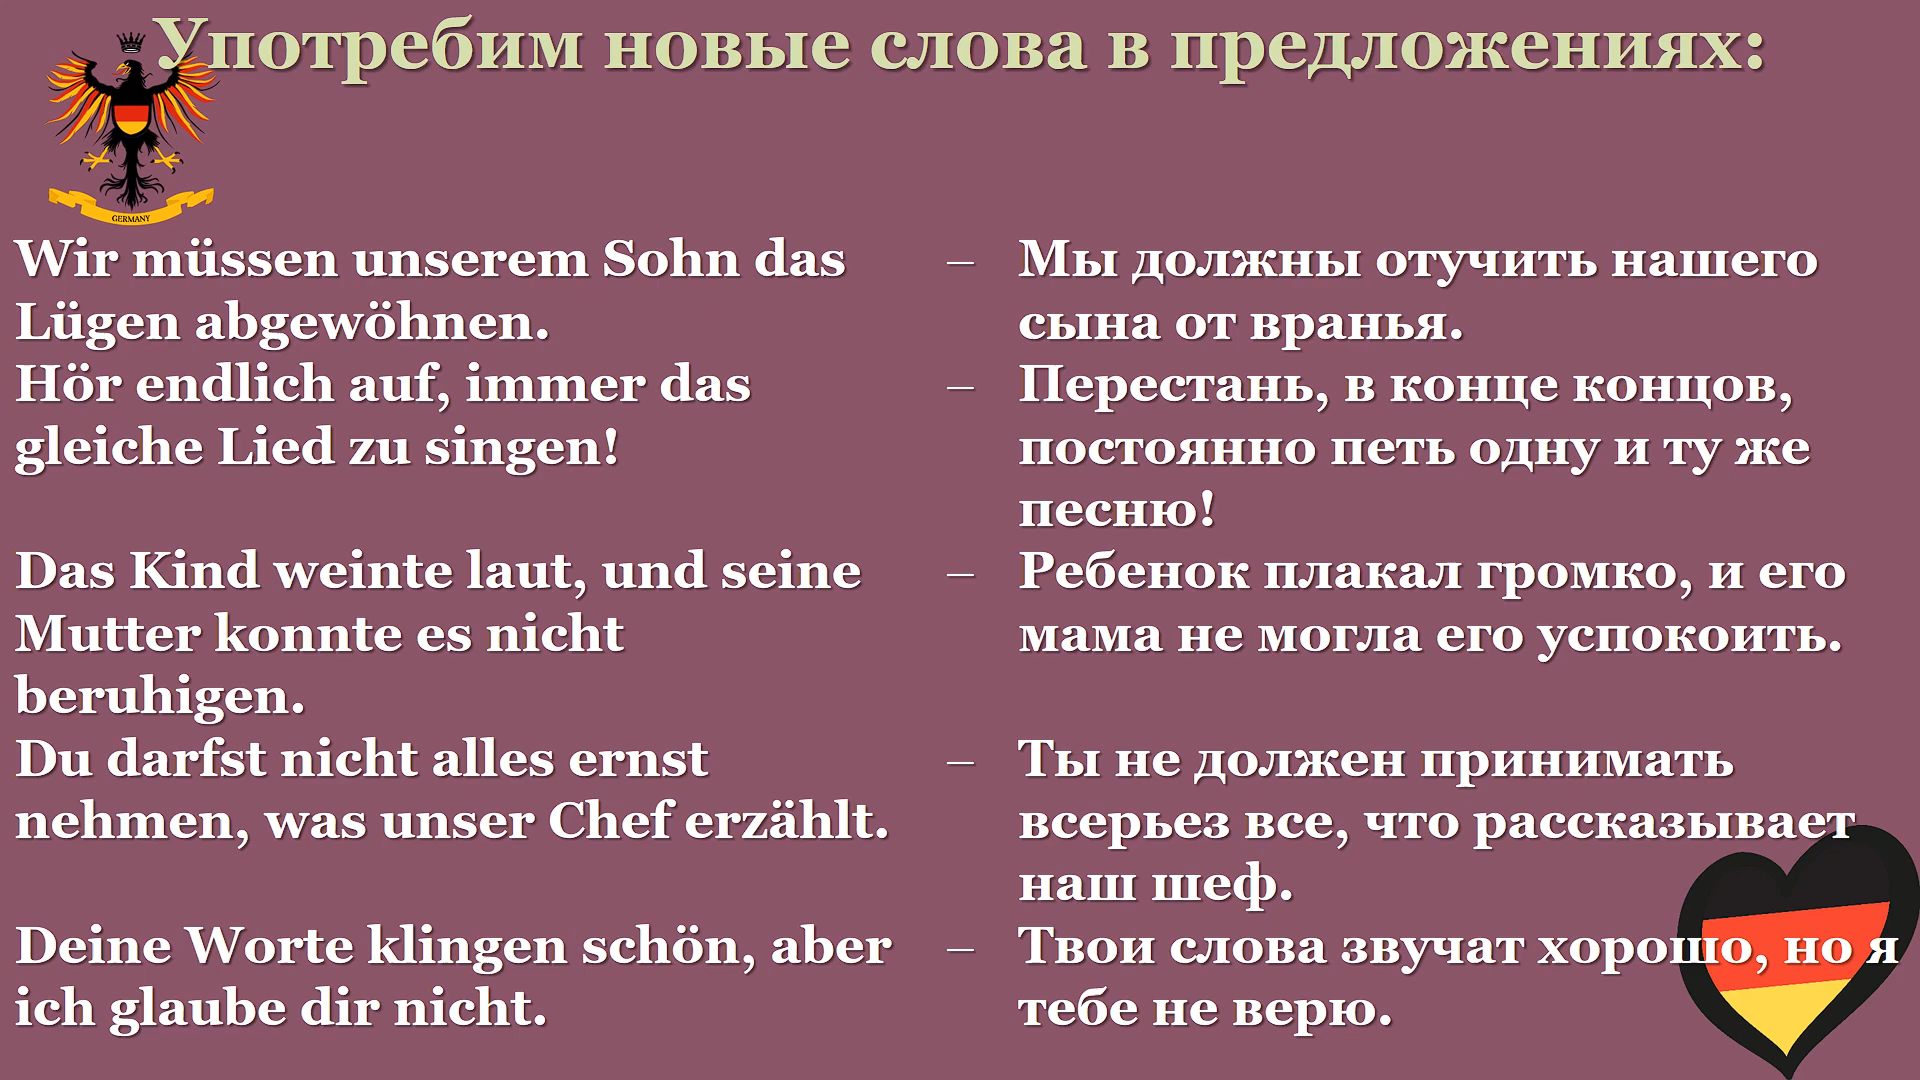 Употребим новые слова в предложениях:
GERMANY
Wir müssen unserem Sohn das
Lügen abgewöhnen.
–
Мы должны отучить нашего
сына от вранья.
Hör endlich auf, immer das
gleiche Lied zu singen!
–
Перестань, в конце концов,
постоянно петь одну и ту же
песню!
Das Kind weinte laut, und seine
Mutter konnte es nicht
beruhigen.
–
Ребенок плакал громко, и его
мама не могла его успокоить.
Du darfst nicht alles ernst
nehmen, was unser Chef erzählt.
–
Ты не должен принимать
всерьез все, что рассказывает
наш шеф.
Deine Worte klingen schön, aber
ich glaube dir nicht.
–
Твои слова звучат хорошо, но я
тебе не верю.